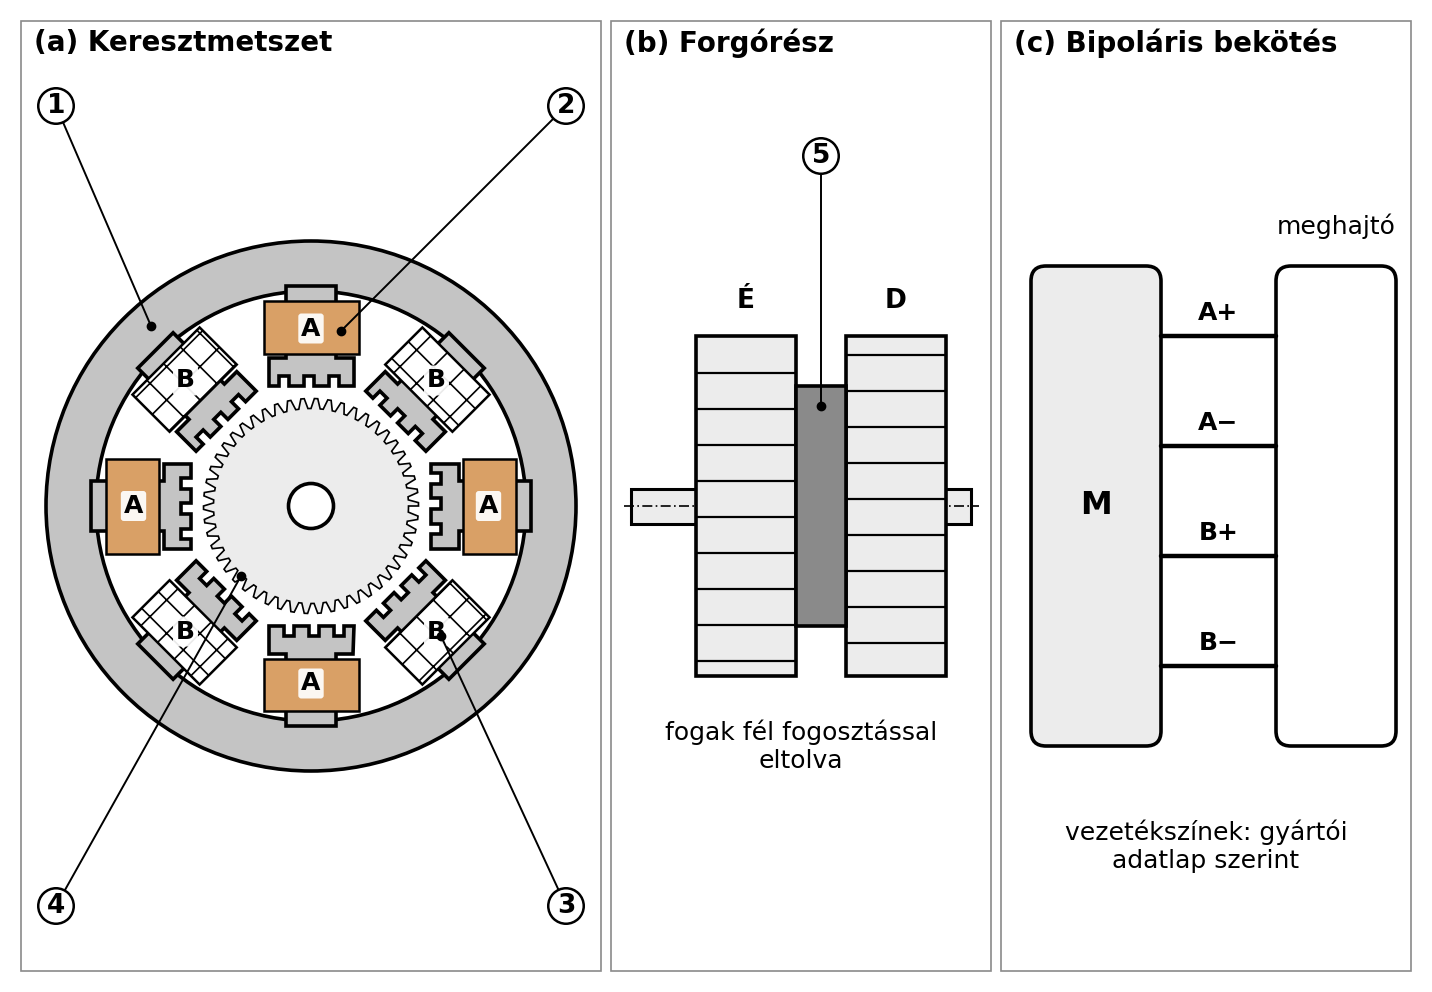 (a) Keresztmetszet
1
2
A
B
B
A
A
B
B
A
4
3
(b) Forgórész
5
É
D
fogak fél fogosztással
eltolva
(c) Bipoláris bekötés
meghajtó
A+
A−
M
B+
B−
vezetékszínek: gyártói
adatlap szerint